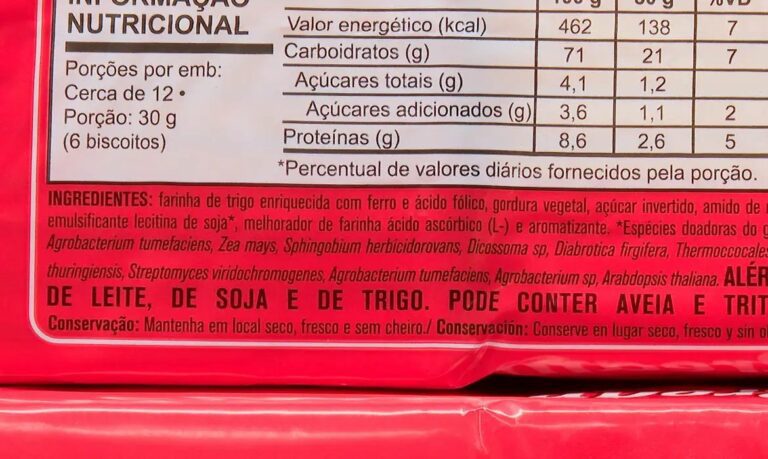 NUTRICIONAL
Porções por emb:
Cerca de 12 •
Porção: 30 g
(6 biscoitos)
Valor energético (kcal) 462 138 7
Carboidratos (g) 71 21 7
Açúcares totais (g) 4,1 1,2
Açúcares adicionados (g) 3,6 1,1 2
Proteínas (g) 8,6 2,6 5
*Percentual de valores diários fornecidos pela porção.
INGREDIENTES: farinha de trigo enriquecida com ferro e ácido fólico, gordura vegetal, açúcar invertido, amido de
emulsificante lecitina de soja*, melhorador de farinha ácido ascórbico (L-) e aromatizante. *Espécies doadoras do
Agrobacterium tumefaciens, Zea mays, Sphingobium herbicidorovans, Dicossoma sp, Diabrotica firgifera, Thermoccocales
thuringiensis, Streptomyces viridochromogenes, Agrobacterium tumefaciens, Agrobacterium sp, Arabdopsis thaliana. ALÉR
DE LEITE, DE SOJA E DE TRIGO. PODE CONTER AVEIA E TRIT
Conservação: Mantenha em local seco, fresco e sem cheiro./ Conservación: Conserve en lugar seco, fresco y sin